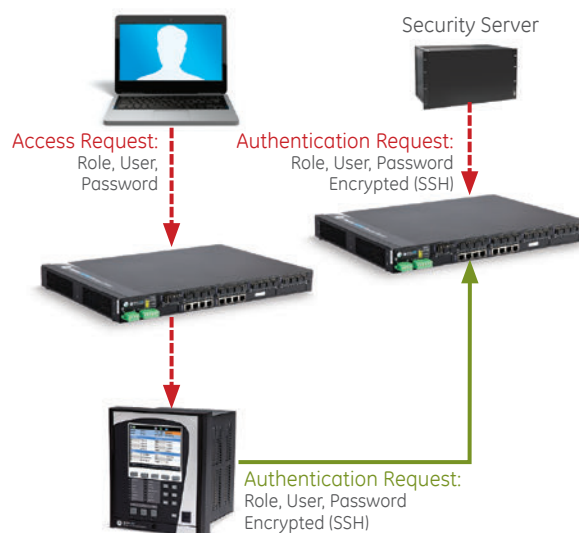 Security Server
Access Request:
Role, User,
Password
Authentication Request:
Role, User, Password
Encrypted (SSH)
Authentication Request:
Role, User, Password
Encrypted (SSH)